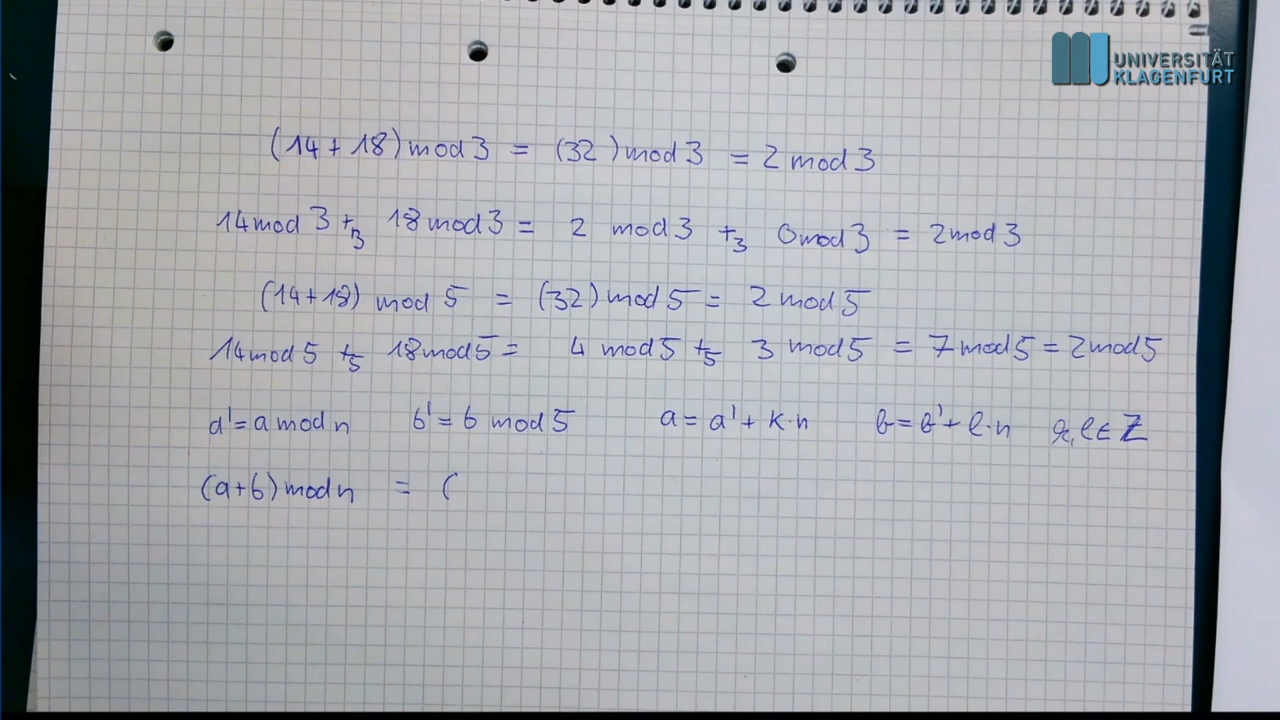 UNIVERSITÄT
KLAGENFURT
(14+18) mod 3 = (32) mod 3 = 2 mod 3
14 mod 3 +₃ 18 mod 3 = 2 mod 3 +₃ 0 mod 3 = 2 mod 3
(14+18) mod 5 = (32) mod 5 = 2 mod 5
14 mod 5 +₅ 18 mod 5 = 4 mod 5 +₅ 3 mod 5 = 7 mod 5 = 2 mod 5
a' = a mod n b' = b mod 5 a = a' + k·n b = b' + l·n k, l ∈ ℤ
(a+b) mod n = (